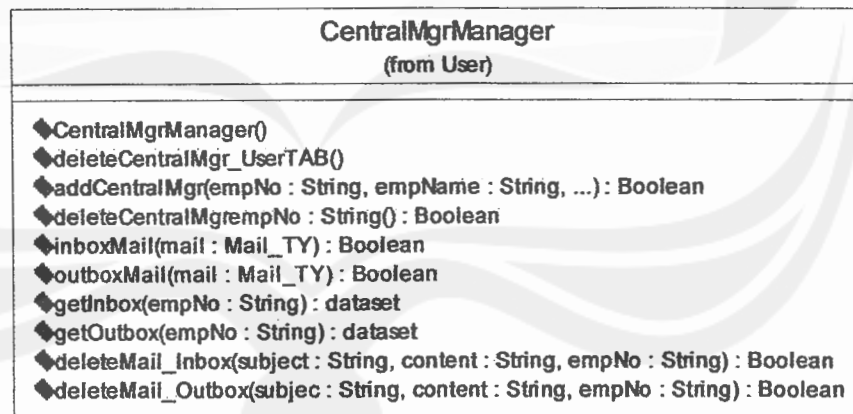 CentralMgrManager
(from User)
CentralMgrManager()
deleteCentralMgr_UserTAB()
addCentralMgr(empNo : String, empName : String, ...) : Boolean
deleteCentralMgrempNo : String() : Boolean
inboxMail(mail : Mail_TY) : Boolean
outboxMail(mail : Mail_TY) : Boolean
getInbox(empNo : String) : dataset
getOutbox(empNo : String) : dataset
deleteMail_Inbox(subject : String, content : String, empNo : String) : Boolean
deleteMail_Outbox(subjec : String, content : String, empNo : String) : Boolean